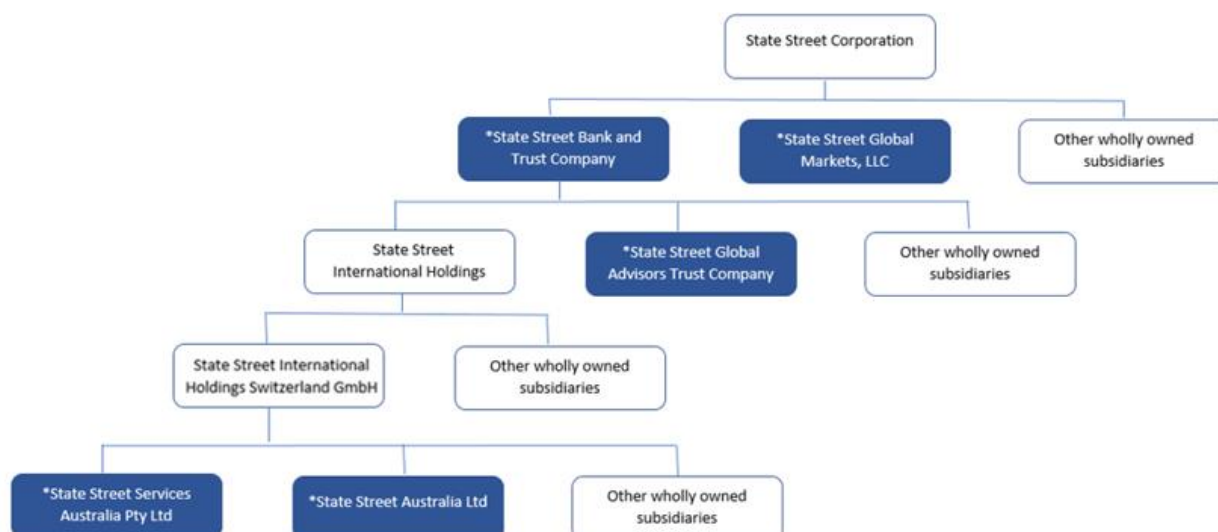 State Street Corporation
*State Street Bank and
Trust Company
*State Street Global
Markets, LLC
Other wholly owned
subsidiaries
State Street
International Holdings
*State Street Global
Advisors Trust Company
Other wholly owned
subsidiaries
State Street International
Holdings Switzerland GmbH
Other wholly owned
subsidiaries
*State Street Services
Australia Pty Ltd
*State Street Australia Ltd
Other wholly owned
subsidiaries